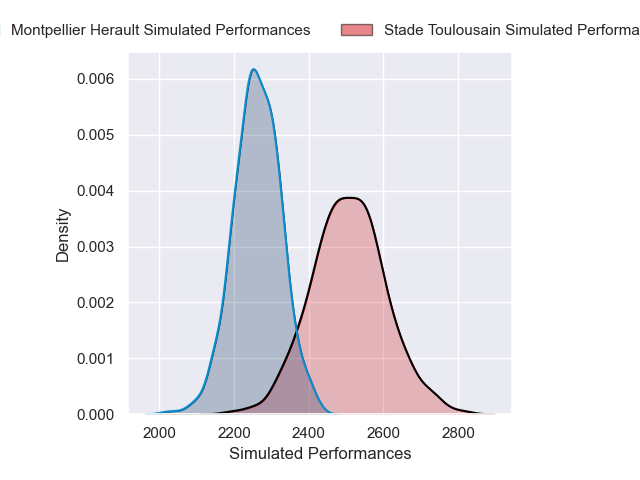 Montpellier Herault Simulated Performances Stade Toulousain Simulated Performa
0.006
0.005
0.004
0.003
0.002
0.001
0.000
Density
2000 2200 2400 2600 2800
Simulated Performances